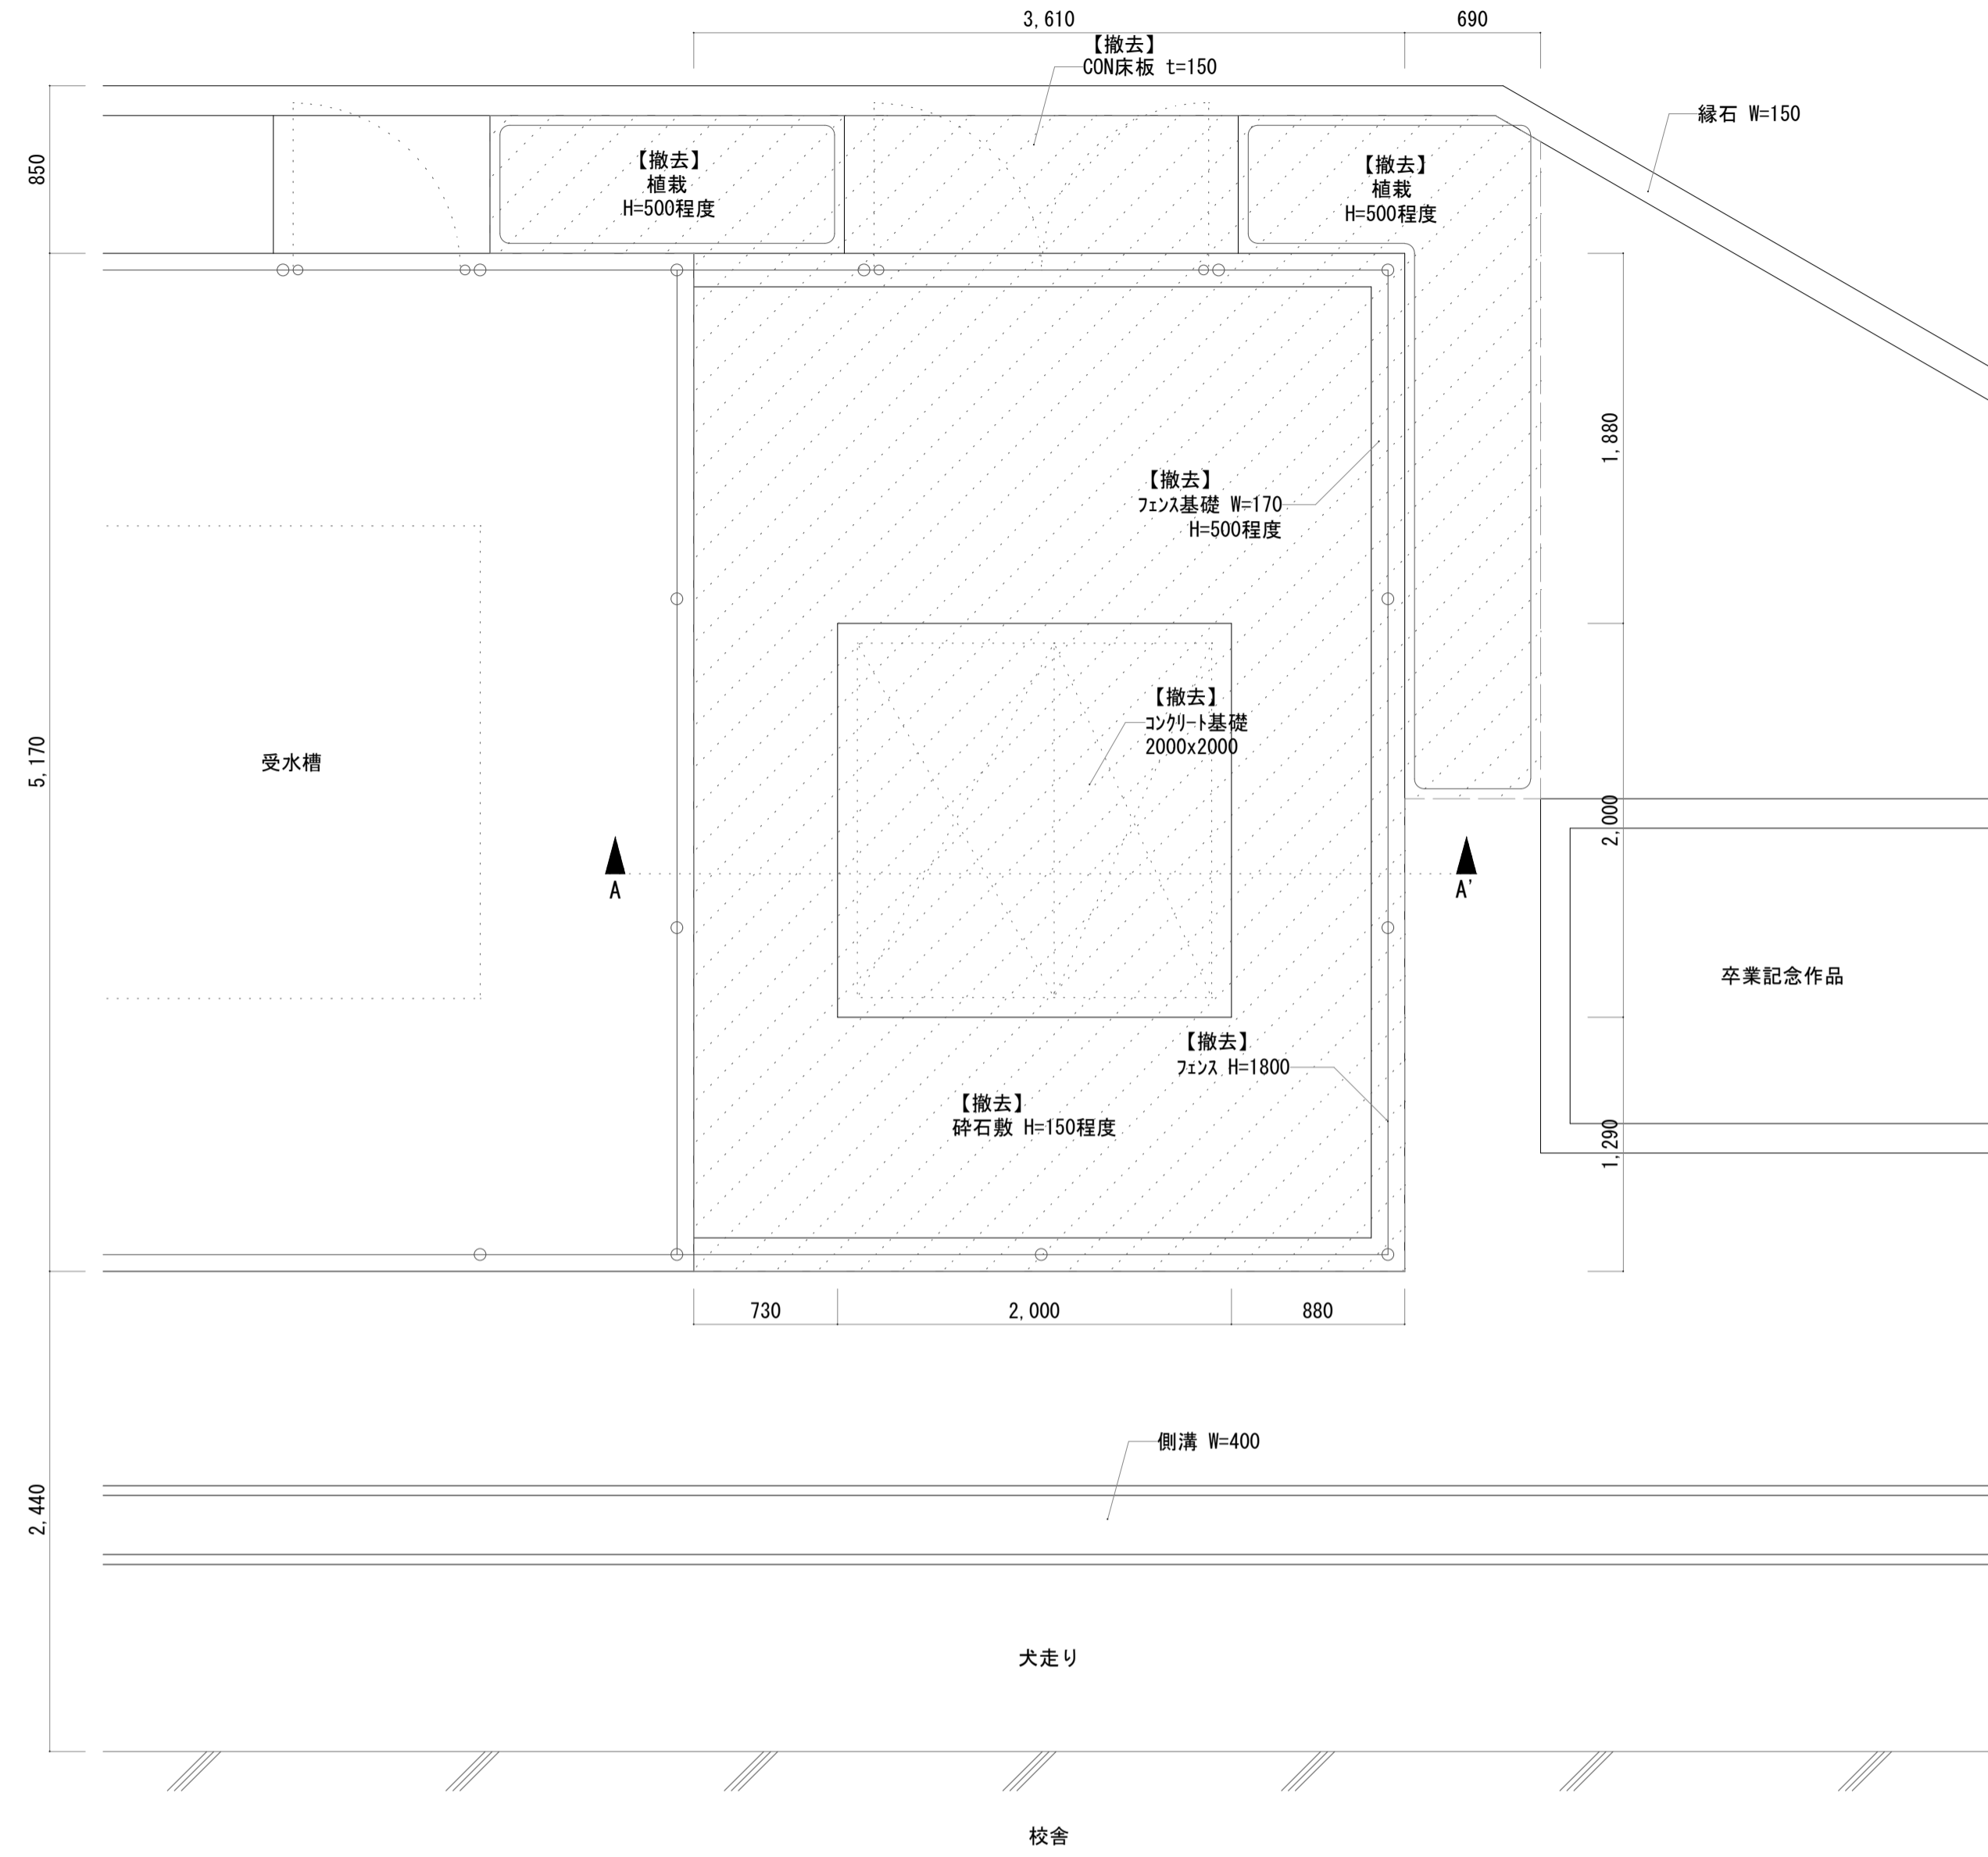 3,610
690
【撤去】
CON床板 t=150
縁石 W=150
850
【撤去】
植栽
H=500程度
【撤去】
植栽
H=500程度
1,880
【撤去】
ﾌｪﾝｽ基礎 W=170
H=500程度
【撤去】
ｺﾝｸﾘｰﾄ基礎
2000x2000
5,170
受水槽
2,000
A
A'
卒業記念作品
【撤去】
ﾌｪﾝｽ H=1800
【撤去】
砕石敷 H=150程度
1,290
730
2,000
880
側溝 W=400
2,440
犬走り
校舎